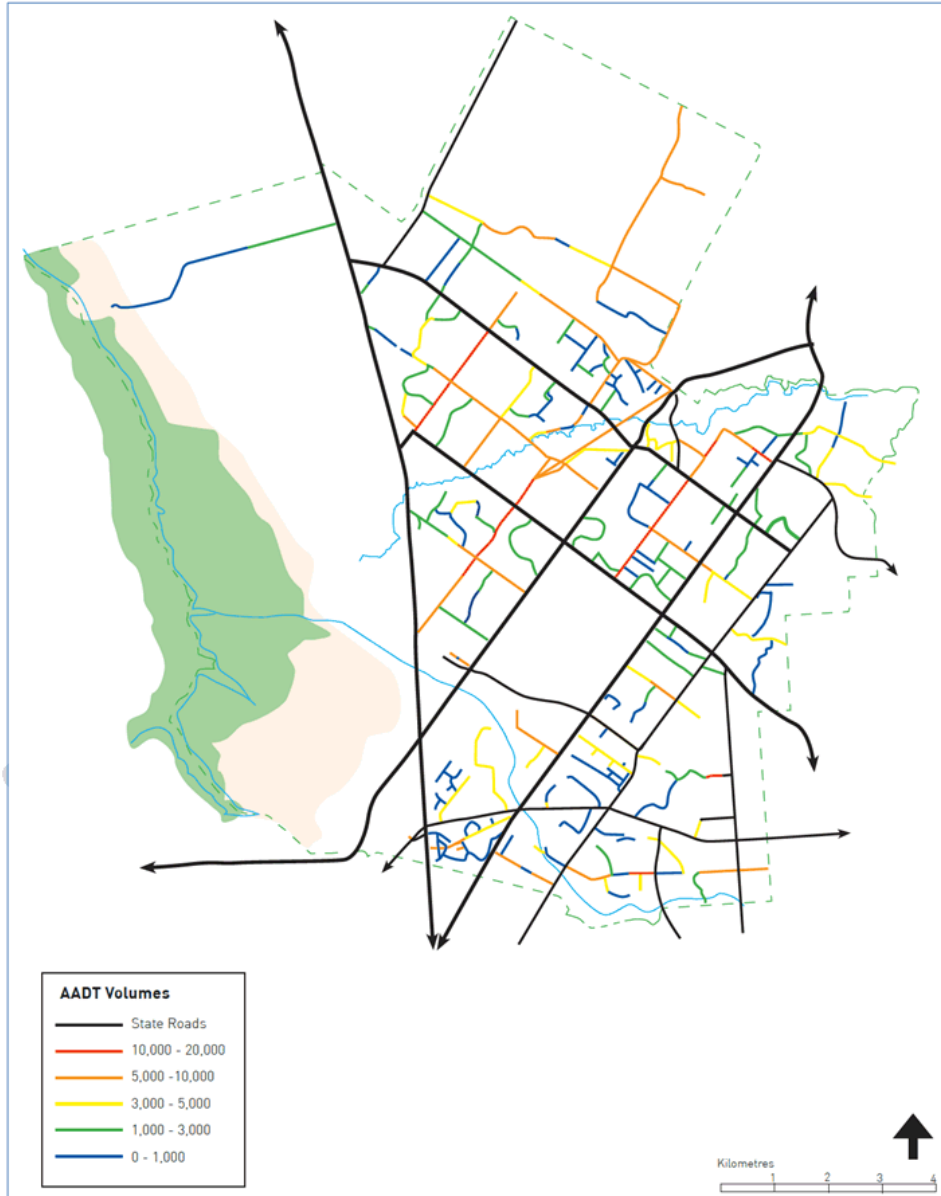 AADT Volumes
State Roads
10,000 - 20,000
5,000 -10,000
3,000 - 5,000
1,000 - 3,000
0 - 1,000
Kilometres
1 2 3 4